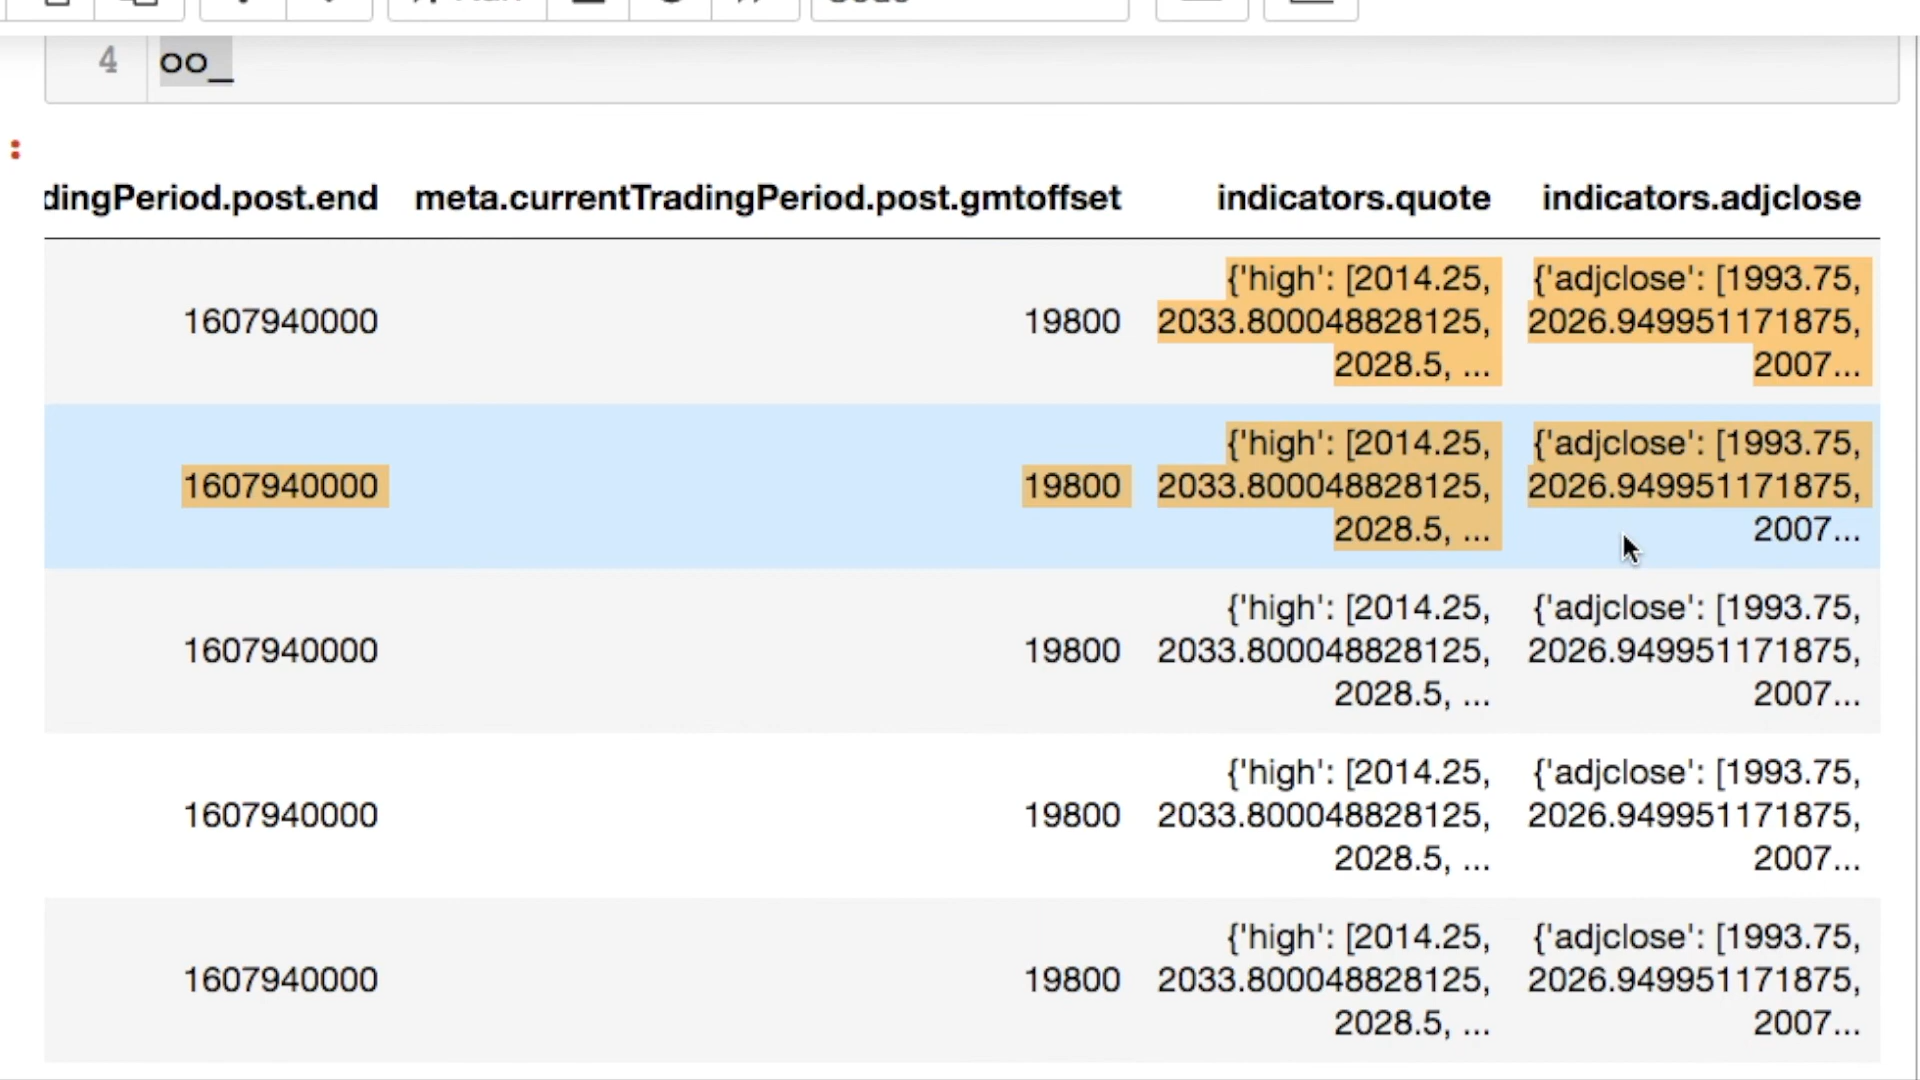 4 oo_
:
dingPeriod.post.end meta.currentTradingPeriod.post.gmtoffset indicators.quote indicators.adjclose
{'high': [2014.25, {'adjclose': [1993.75,
1607940000 19800 2033.800048828125, 2026.949951171875,
2028.5, ... 2007...
{'high': [2014.25, {'adjclose': [1993.75,
1607940000 19800 2033.800048828125, 2026.949951171875,
2028.5, ... 2007...
{'high': [2014.25, {'adjclose': [1993.75,
1607940000 19800 2033.800048828125, 2026.949951171875,
2028.5, ... 2007...
{'high': [2014.25, {'adjclose': [1993.75,
1607940000 19800 2033.800048828125, 2026.949951171875,
2028.5, ... 2007...
{'high': [2014.25, {'adjclose': [1993.75,
1607940000 19800 2033.800048828125, 2026.949951171875,
2028.5, ... 2007...